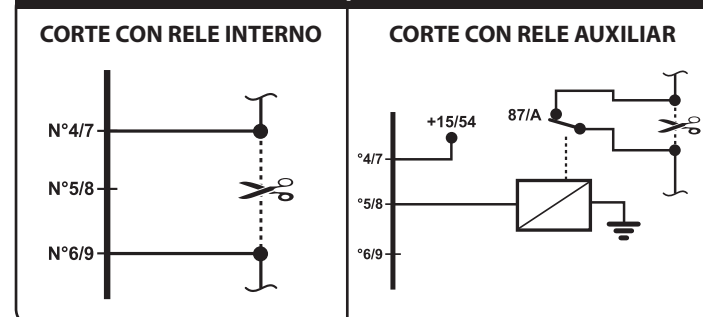 CORTE CON RELE INTERNO
N°4/7
N°5/8
N°6/9
CORTE CON RELE AUXILIAR
+15/54
87/A
°4/7
°5/8
°6/9